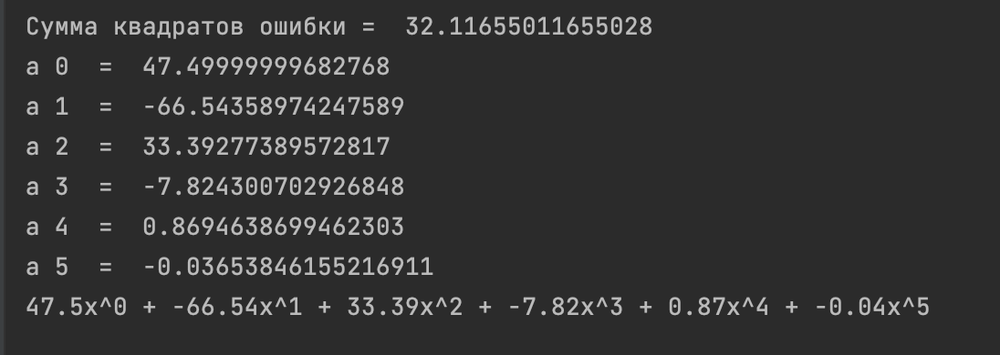 Сумма квадратов ошибки =  32.11655011655028
a 0  =  47.49999999682768
a 1  =  -66.54358974247589
a 2  =  33.39277389572817
a 3  =  -7.824300702926848
a 4  =  0.8694638699462303
a 5  =  -0.03653846155216911
47.5x^0 + -66.54x^1 + 33.39x^2 + -7.82x^3 + 0.87x^4 + -0.04x^5